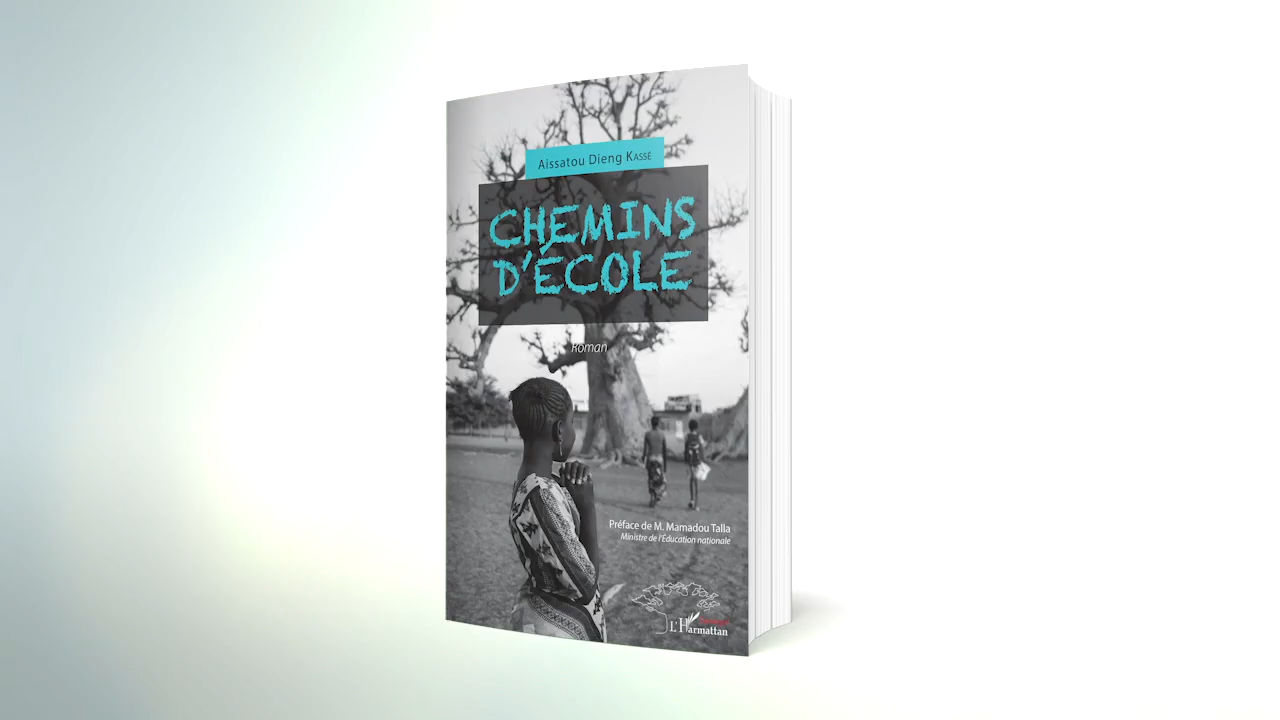 Aissatou Dieng KASSÉ
CHEMINS
D'ÉCOLE
Roman
Préface de M. Mamadou Talla
Ministre de l'Éducation nationale
L'Harmattan